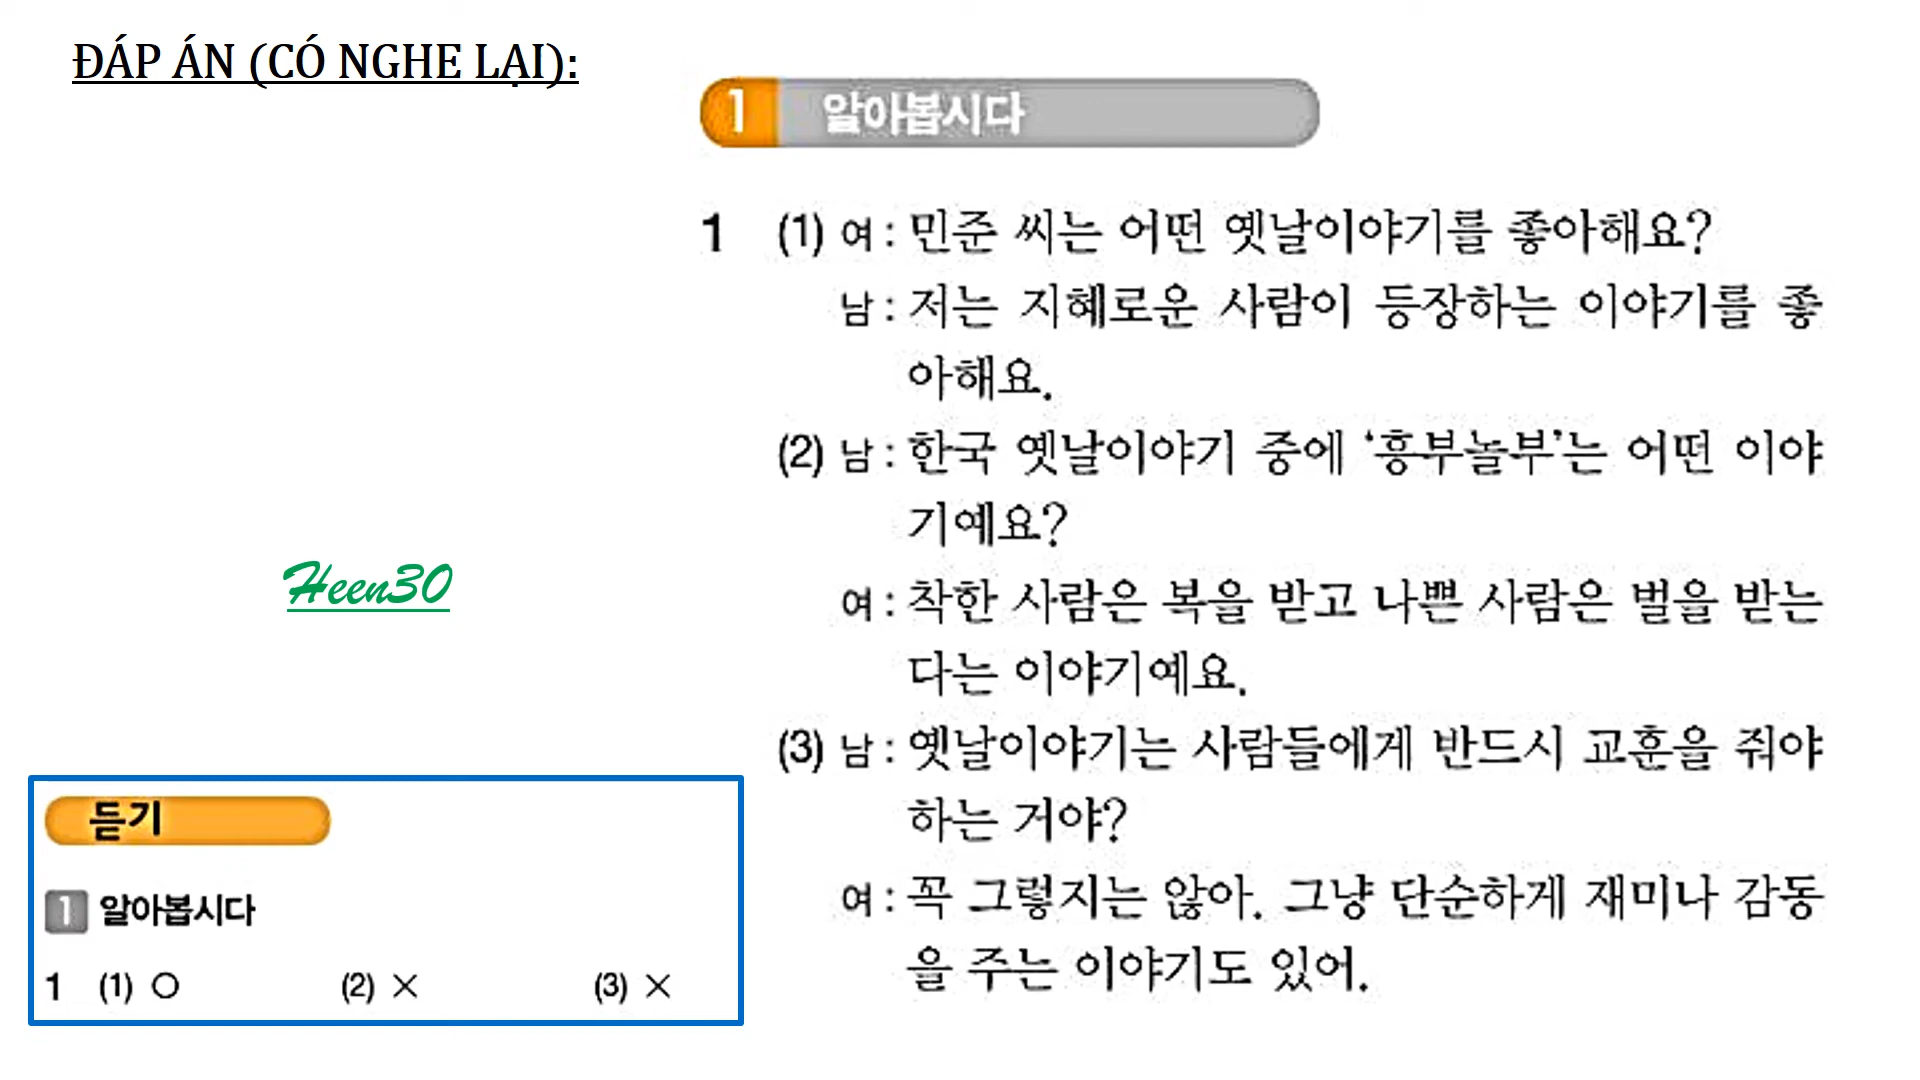 ĐÁP ÁN (CÓ NGHE LẠI):
1 알아봅시다
1 (1) 여 : 민준 씨는 어떤 옛날이야기를 좋아해요?
남 : 저는 지혜로운 사람이 등장하는 이야기를 좋
아해요.
(2) 남 : 한국 옛날이야기 중에 ‘흥부놀부’는 어떤 이야
기예요?
여 : 착한 사람은 복을 받고 나쁜 사람은 벌을 받는
다는 이야기예요.
(3) 남 : 옛날이야기는 사람들에게 반드시 교훈을 줘야
하는 거야?
여 : 꼭 그렇지는 않아. 그냥 단순하게 재미나 감동
을 주는 이야기도 있어.
Heen30
듣기
1 알아봅시다
1 (1) ○ (2) × (3) ×